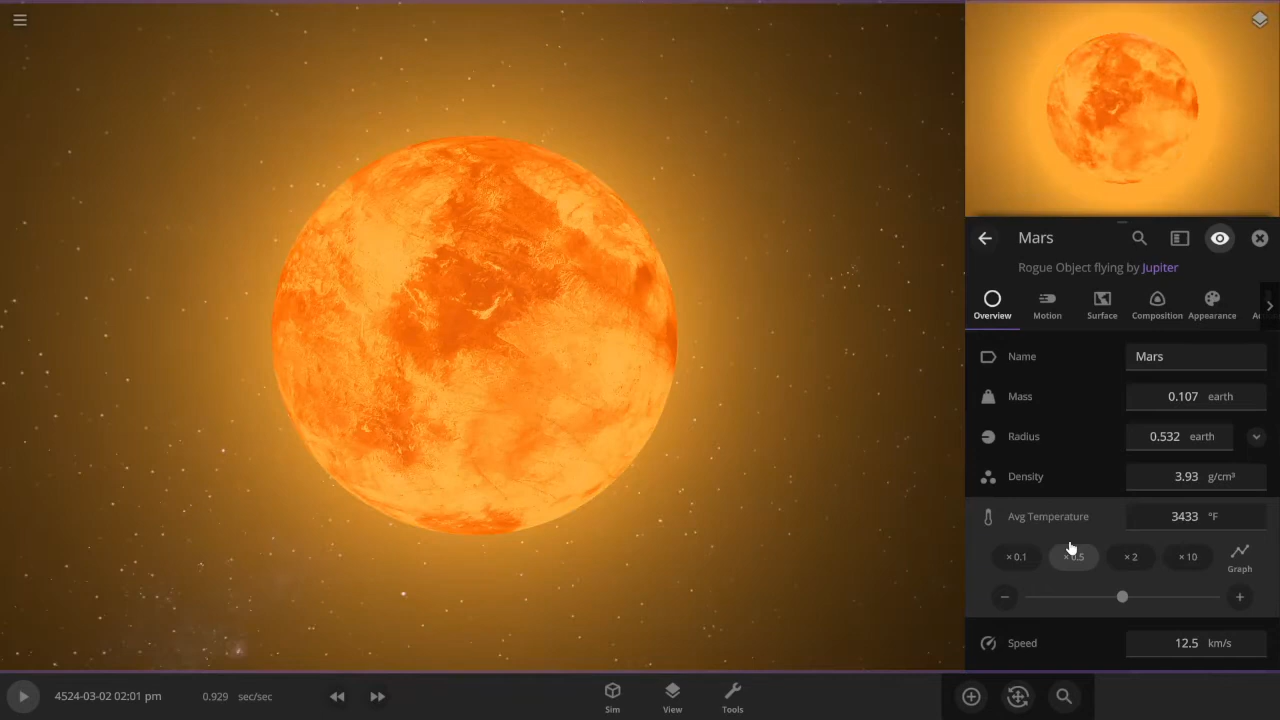 Mars
Rogue Object flying by Jupiter
Overview Motion Surface Composition Appearance
Name Mars
Mass 0.107 earth
Radius 0.532 earth
Density 3.93 g/cm³
Avg Temperature 3433 °F
× 0.1 × 2 × 10 Graph
Speed 12.5 km/s
4524-03-02 02:01 pm 0.929 sec/sec Sim View Tools